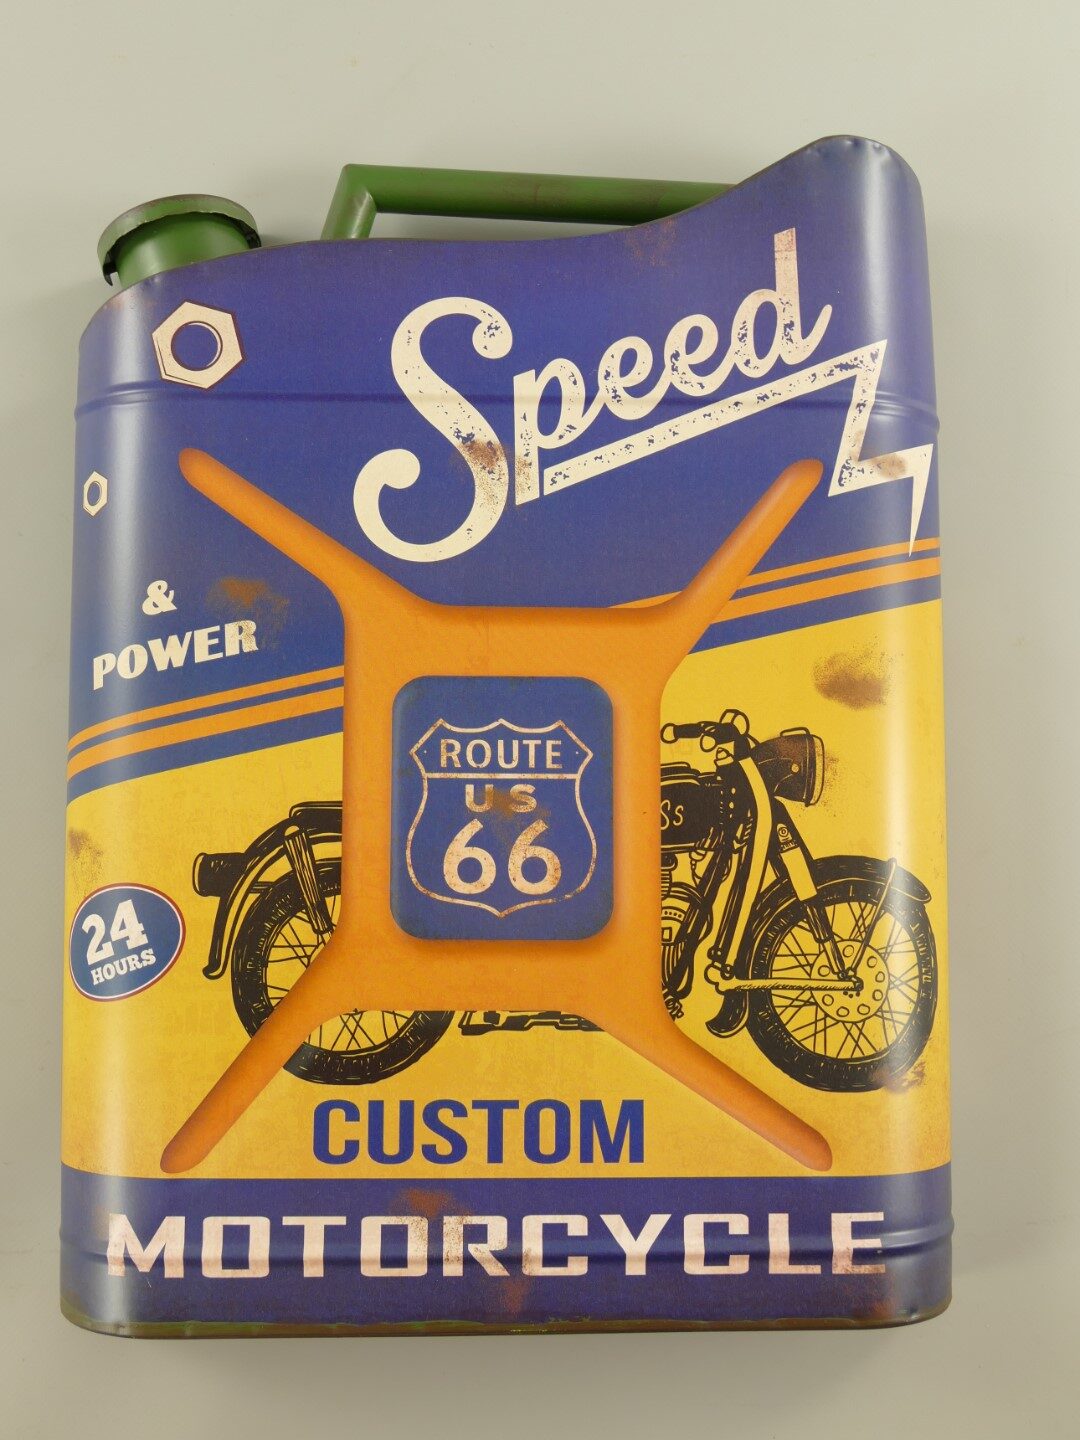 Speed
&
POWER
ROUTE
US
66
24
HOURS
CUSTOM
MOTORCYCLE